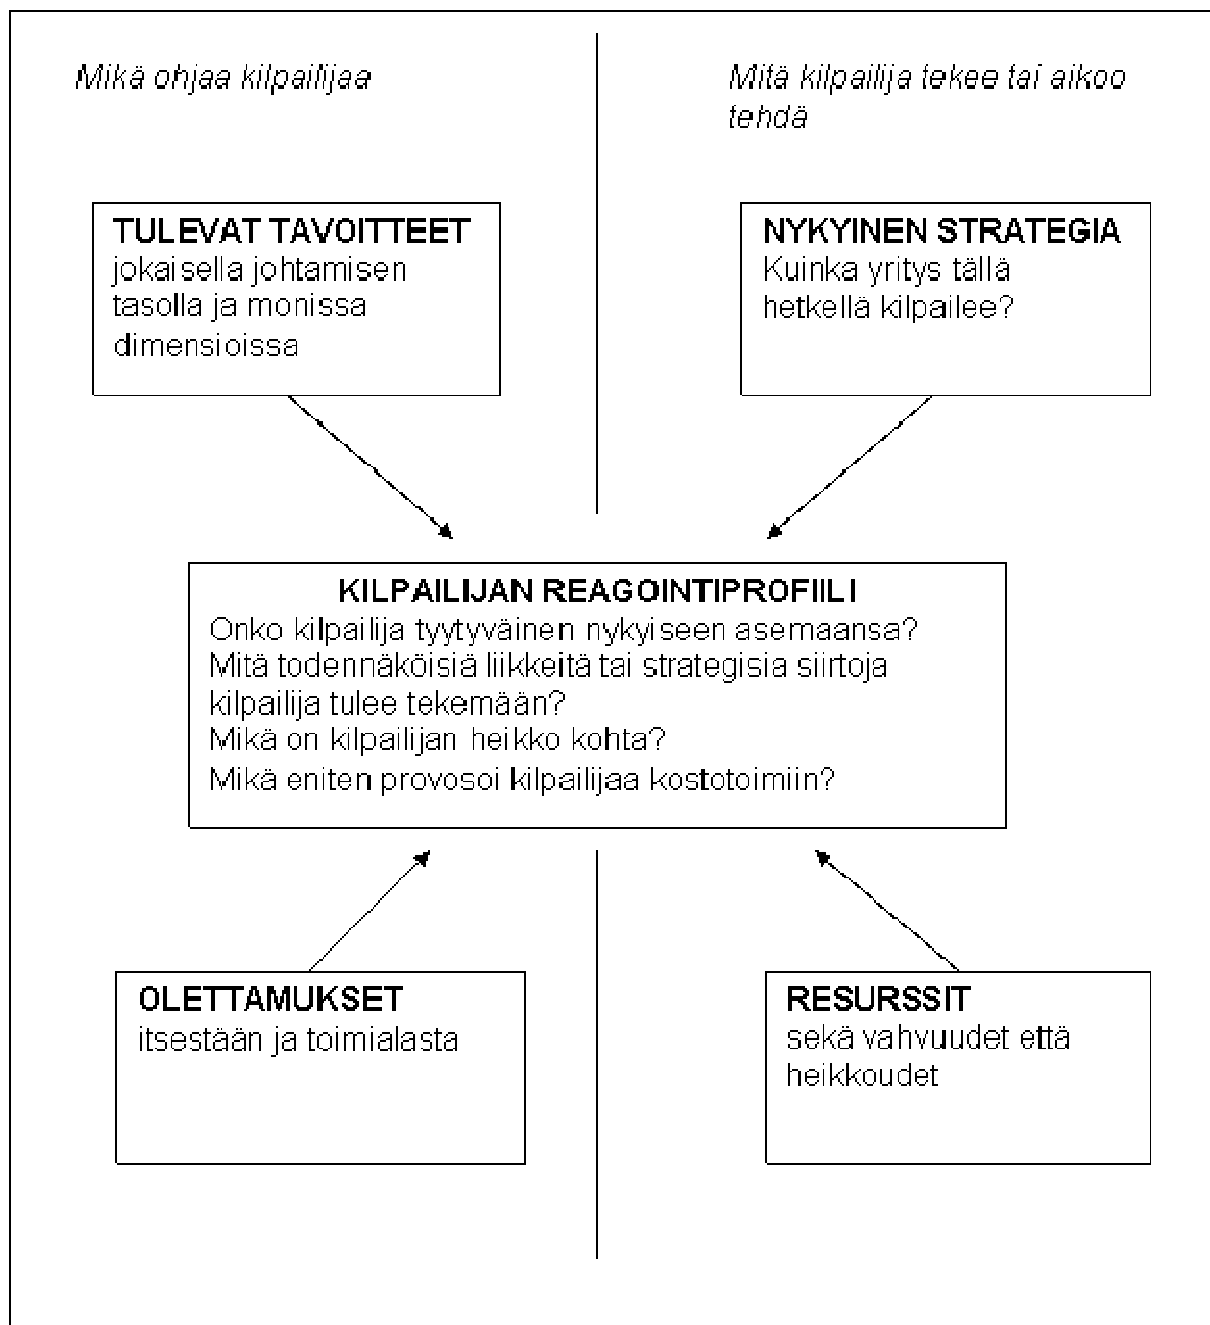 Mikä ohjaa kilpailijaa
Mitä kilpailija tekee tai aikoo
tehdä
TULEVAT TAVOITTEET
jokaisella johtamisen
tasolla ja monissa
dimensioissa
NYKYINEN STRATEGIA
Kuinka yritys tällä
hetkellä kilpailee?
KILPAILIJAN REAGOINTIPROFIILI
Onko kilpailija tyytyväinen nykyiseen asemaansa?
Mitä todennäköisiä liikkeitä tai strategisia siirtoja
kilpailija tulee tekemään?
Mikä on kilpailijan heikko kohta?
Mikä eniten provosoi kilpailijaa kostotoimiin?
OLETTAMUKSET
itsestään ja toimialasta
RESURSSIT
sekä vahvuudet että
heikkoudet